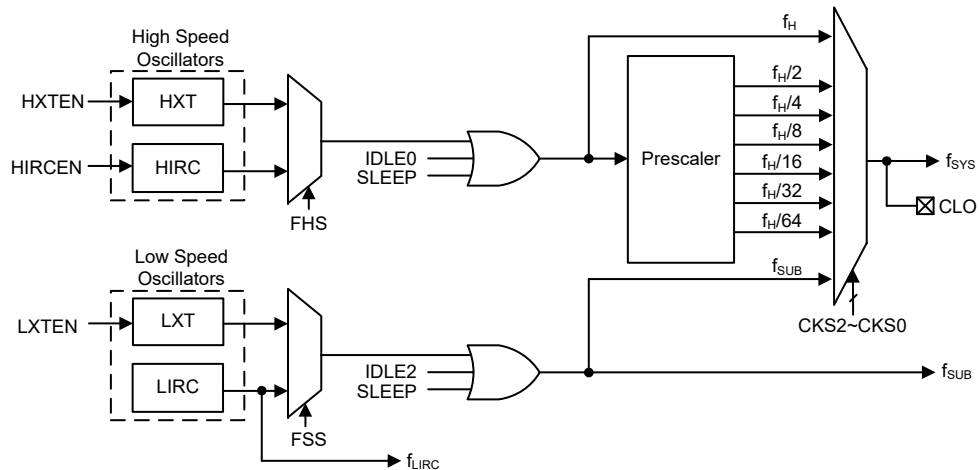 High Speed
Oscillators
HXTEN
HXT
HIRCEN
HIRC
FHS
IDLE0
SLEEP
Prescaler
fH
fH/2
fH/4
fH/8
fH/16
fH/32
fH/64
fSUB
CKS2~CKS0
fSYS
CLO
Low Speed
Oscillators
LXTEN
LXT
LIRC
FSS
IDLE2
SLEEP
fSUB
fLIRC